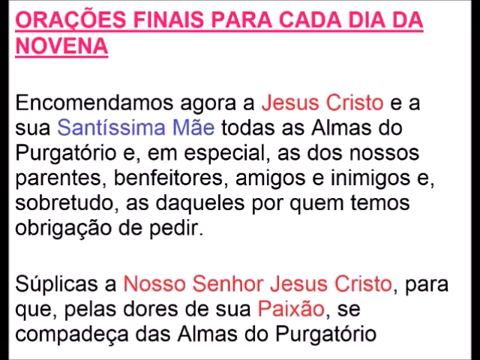 ORAÇÕES FINAIS PARA CADA DIA DA
NOVENA
Encomendamos agora a Jesus Cristo e a
sua Santíssima Mãe todas as Almas do
Purgatório e, em especial, as dos nossos
parentes, benfeitores, amigos e inimigos e,
sobretudo, as daqueles por quem temos
obrigação de pedir.
Súplicas a Nosso Senhor Jesus Cristo, para
que, pelas dores de sua Paixão, se
compadeça das Almas do Purgatório